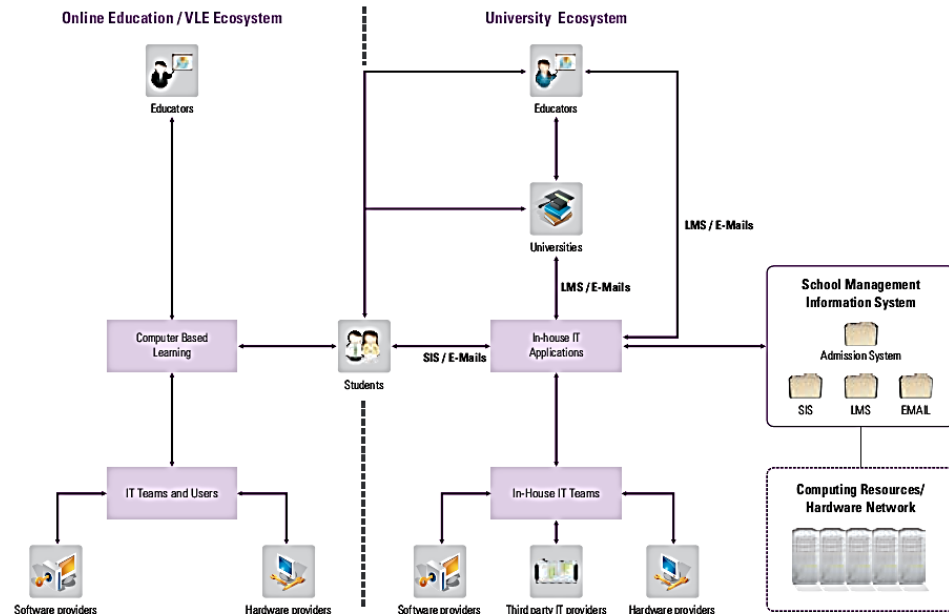 Online Education / VLE Ecosystem
University Ecosystem
Educators
Educators
LMS / E-Mails
Universities
LMS / E-Mails
School Management
Information System
Admission System
SIS
LMS
EMAIL
Computer Based
Learning
Students
SIS / E-Mails
In-house IT
Applications
IT Teams and Users
In-House IT Teams
Computing Resources/
Hardware Network
Software providers
Hardware providers
Software providers
Third party IT providers
Hardware providers